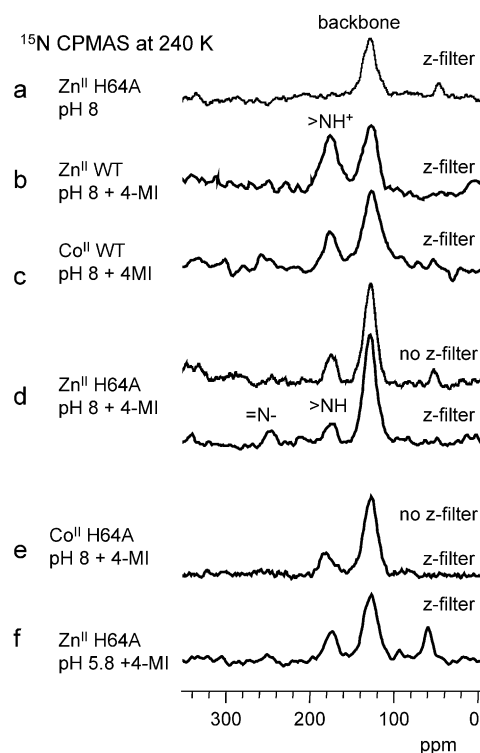 ¹⁵N CPMAS at 240 K
backbone
a
Zn^II H64A
pH 8
z-filter
>NH⁺
b
Zn^II WT
pH 8 + 4-MI
z-filter
c
Co^II WT
pH 8 + 4MI
z-filter
d
Zn^II H64A
pH 8 + 4-MI
no z-filter
=N-
>NH
z-filter
e
Co^II H64A
pH 8 + 4-MI
no z-filter
z-filter
f
Zn^II H64A
pH 5.8 +4-MI
z-filter
300 200 100 0
ppm